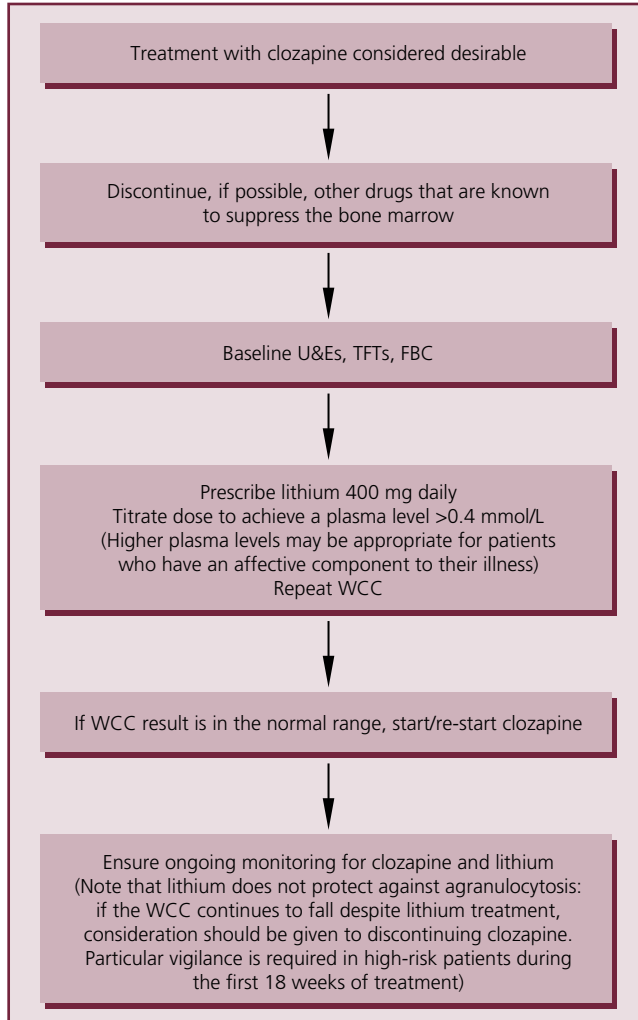 Treatment with clozapine considered desirable
Discontinue, if possible, other drugs that are known
to suppress the bone marrow
Baseline U&Es, TFTs, FBC
Prescribe lithium 400 mg daily
Titrate dose to achieve a plasma level >0.4 mmol/L
(Higher plasma levels may be appropriate for patients
who have an affective component to their illness)
Repeat WCC
If WCC result is in the normal range, start/re-start clozapine
Ensure ongoing monitoring for clozapine and lithium
(Note that lithium does not protect against agranulocytosis:
if the WCC continues to fall despite lithium treatment,
consideration should be given to discontinuing clozapine.
Particular vigilance is required in high-risk patients during
the first 18 weeks of treatment)